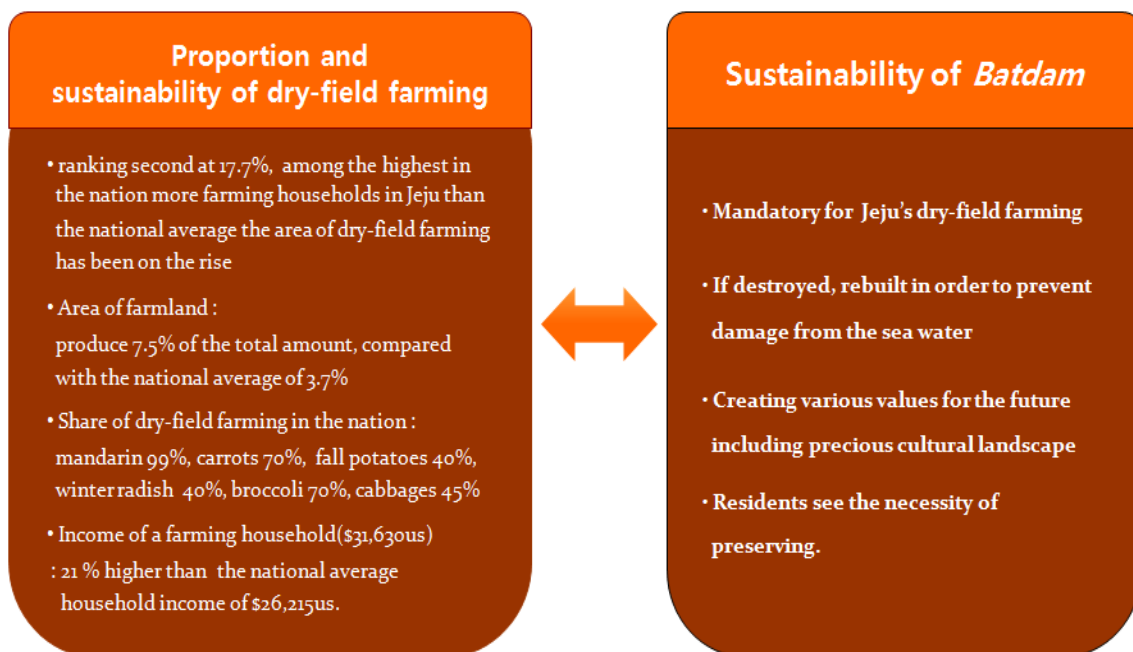 Proportion and
sustainability of dry-field farming
• ranking second at 17.7%, among the highest in
the nation more farming households in Jeju than
the national average the area of dry-field farming
has been on the rise
• Area of farmland :
produce 7.5% of the total amount, compared
with the national average of 3.7%
• Share of dry-field farming in the nation :
mandarin 99%, carrots 70%, fall potatoes 40%,
winter radish 40%, broccoli 70%, cabbages 45%
• Income of a farming household($31,630us)
: 21 % higher than the national average
household income of $26,215us.
Sustainability of Batdam
· Mandatory for Jeju's dry-field farming
· If destroyed, rebuilt in order to prevent
damage from the sea water
· Creating various values for the future
including precious cultural landscape
· Residents see the necessity of
preserving.